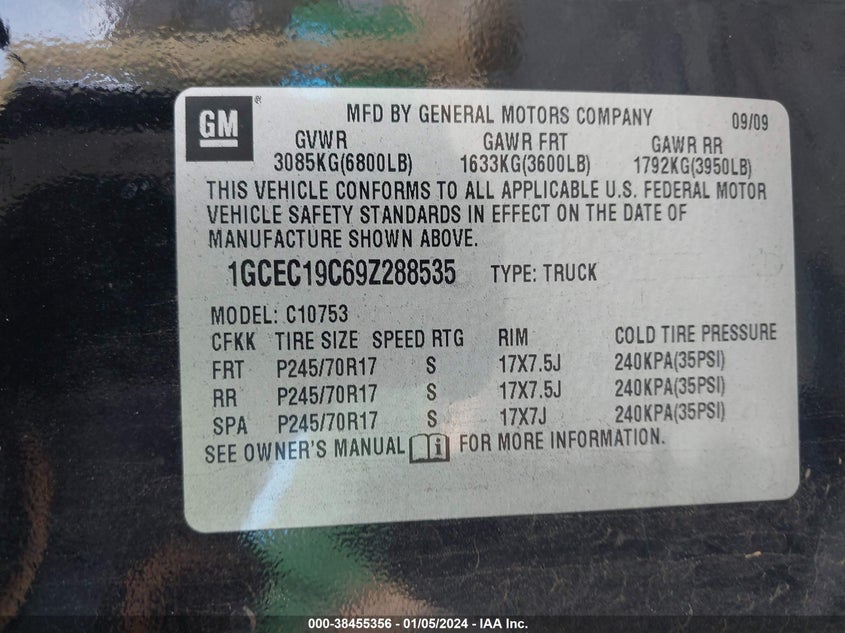 GM ® MFD BY GENERAL MOTORS COMPANY 09/09
GVWR GAWR FRT GAWR RR
3085KG(6800LB) 1633KG(3600LB) 1792KG(3950LB)
THIS VEHICLE CONFORMS TO ALL APPLICABLE U.S. FEDERAL MOTOR
VEHICLE SAFETY STANDARDS IN EFFECT ON THE DATE OF
MANUFACTURE SHOWN ABOVE.
1GCEC19C69Z288535 TYPE: TRUCK
MODEL: C10753
CFKK TIRE SIZE SPEED RTG RIM COLD TIRE PRESSURE
FRT P245/70R17 S 17X7.5J 240KPA(35PSI)
RR P245/70R17 S 17X7.5J 240KPA(35PSI)
SPA P245/70R17 S 17X7J 240KPA(35PSI)
SEE OWNER'S MANUAL i FOR MORE INFORMATION.
000-38455356 - 01/05/2024 - IAA Inc.